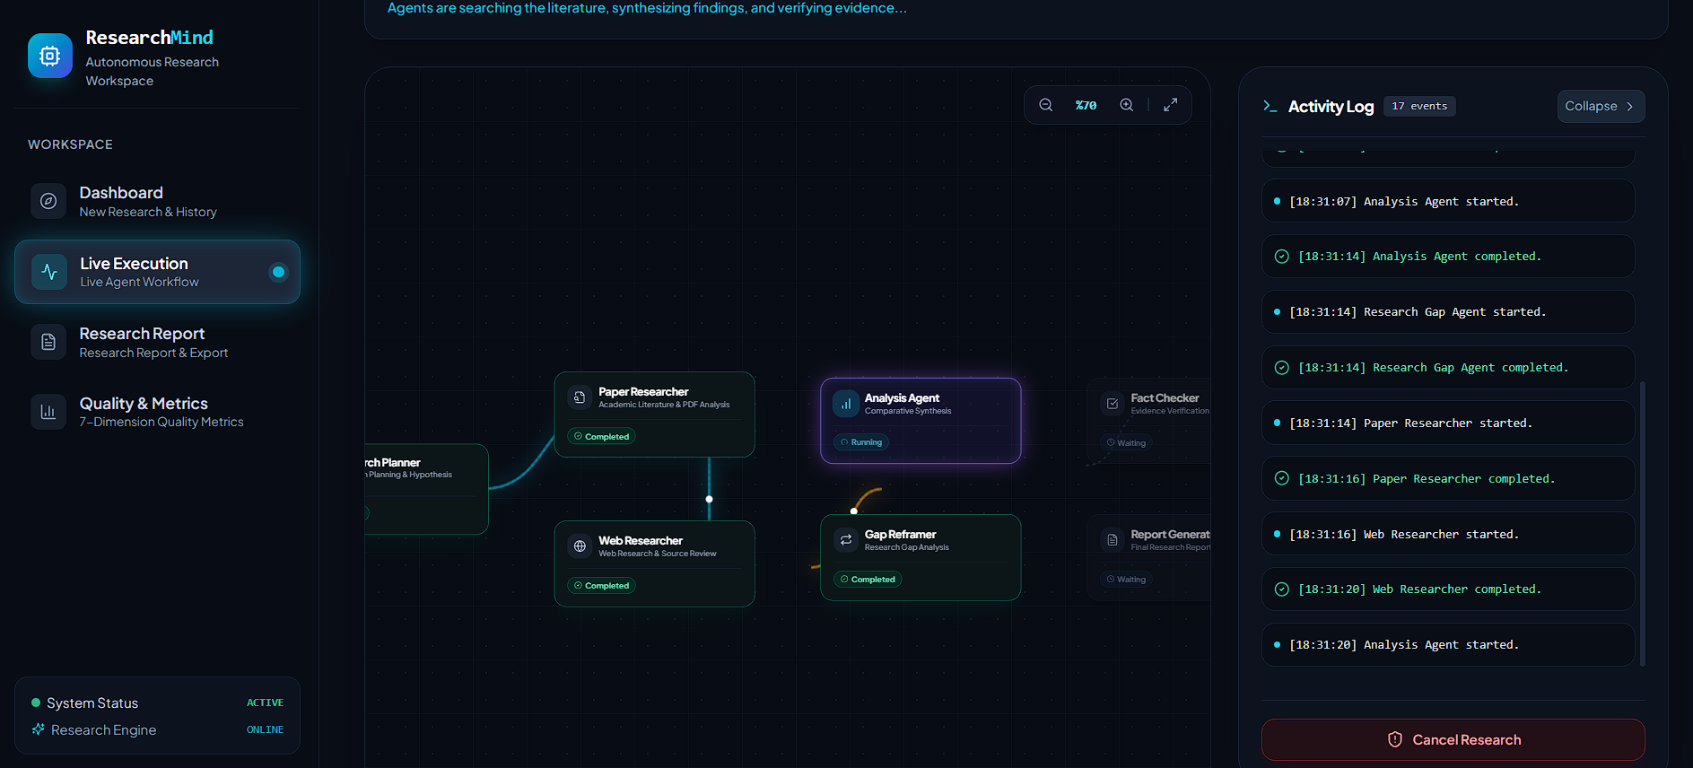 ResearchMind
Autonomous Research
Workspace
WORKSPACE
Dashboard
New Research & History
Live Execution
Live Agent Workflow
Research Report
Research Report & Export
Quality & Metrics
7-Dimension Quality Metrics
System Status
ACTIVE
Research Engine
ONLINE
Agents are searching the literature, synthesizing findings, and verifying evidence...
%70
rch Planner
Planning & Hypothesis
Paper Researcher
Academic Literature & PDF Analysis
Completed
Web Researcher
Web Research & Source Review
Completed
Analysis Agent
Comparative Synthesis
Running
Gap Reframer
Research Gap Analysis
Completed
Fact Checker
Evidence Verification
Waiting
Report Generat
Final Research Report
Waiting
Activity Log
17 events
Collapse
[18:31:07] Analysis Agent started.
[18:31:14] Analysis Agent completed.
[18:31:14] Research Gap Agent started.
[18:31:14] Research Gap Agent completed.
[18:31:14] Paper Researcher started.
[18:31:16] Paper Researcher completed.
[18:31:16] Web Researcher started.
[18:31:20] Web Researcher completed.
[18:31:20] Analysis Agent started.
Cancel Research